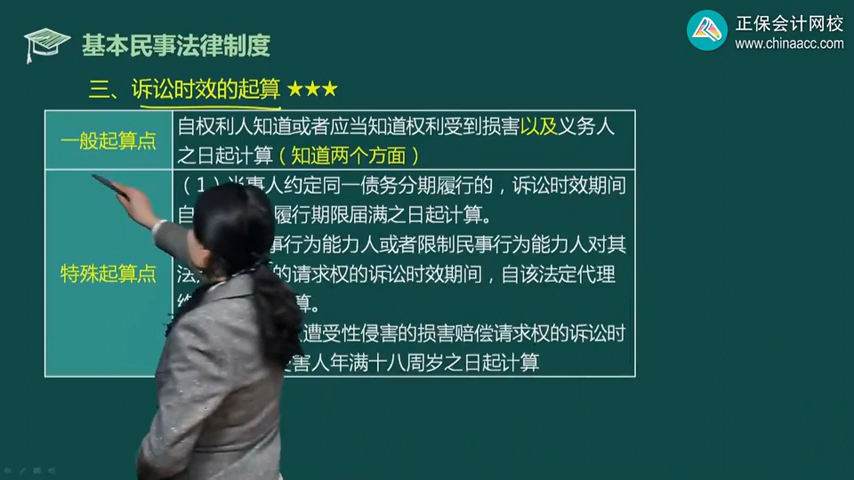 基本民事法律制度
正保会计网校
www.chinaacc.com
三、诉讼时效的起算★★★
一般起算点
自权利人知道或者应当知道权利受到损害以及义务人
之日起计算（知道两个方面）
特殊起算点
（1）当事人约定同一债务分期履行的，诉讼时效期间
自 履行期限届满之日起计算。
事行为能力人或者限制民事行为能力人对其
法 的请求权的诉讼时效期间，自该法定代理
算。
遭受性侵害的损害赔偿请求权的诉讼时
害人年满十八周岁之日起计算